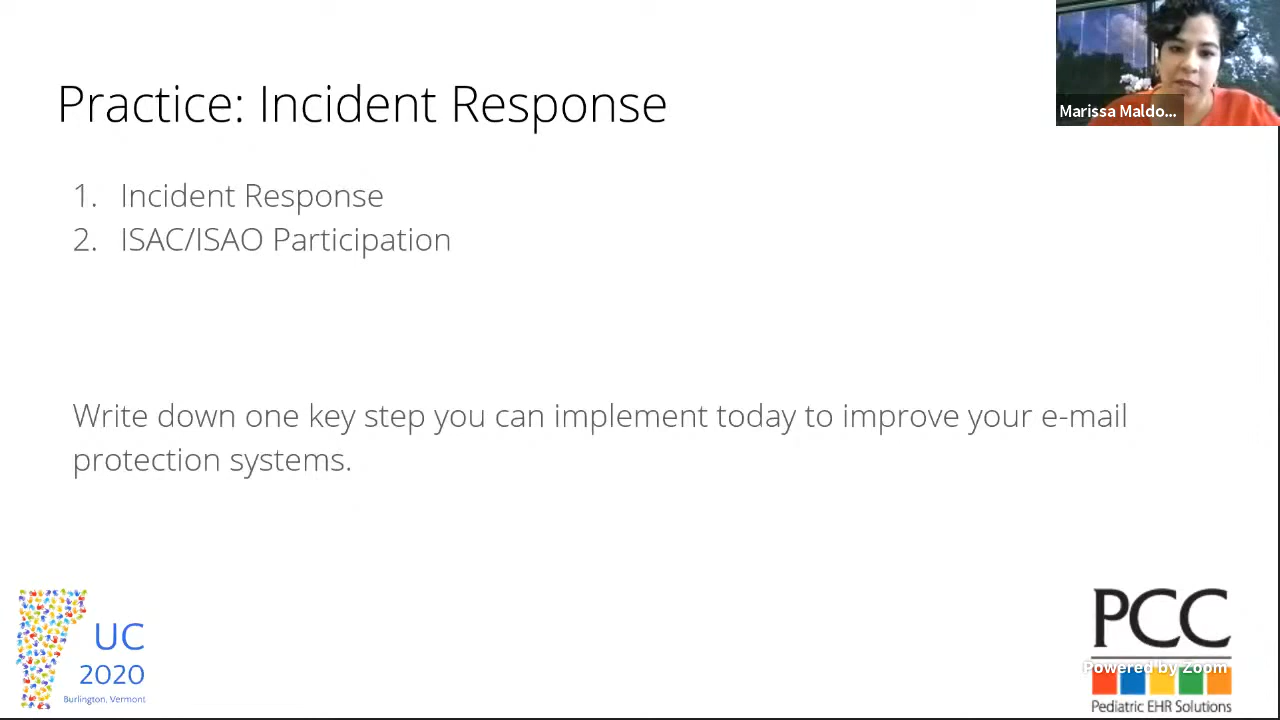 Practice: Incident Response
Marissa Maldo...
1. Incident Response
2. ISAC/ISAO Participation
Write down one key step you can implement today to improve your e-mail
protection systems.
UC
2020
Burlington, Vermont
PCC
Powered by Zoom
Pediatric EHR Solutions